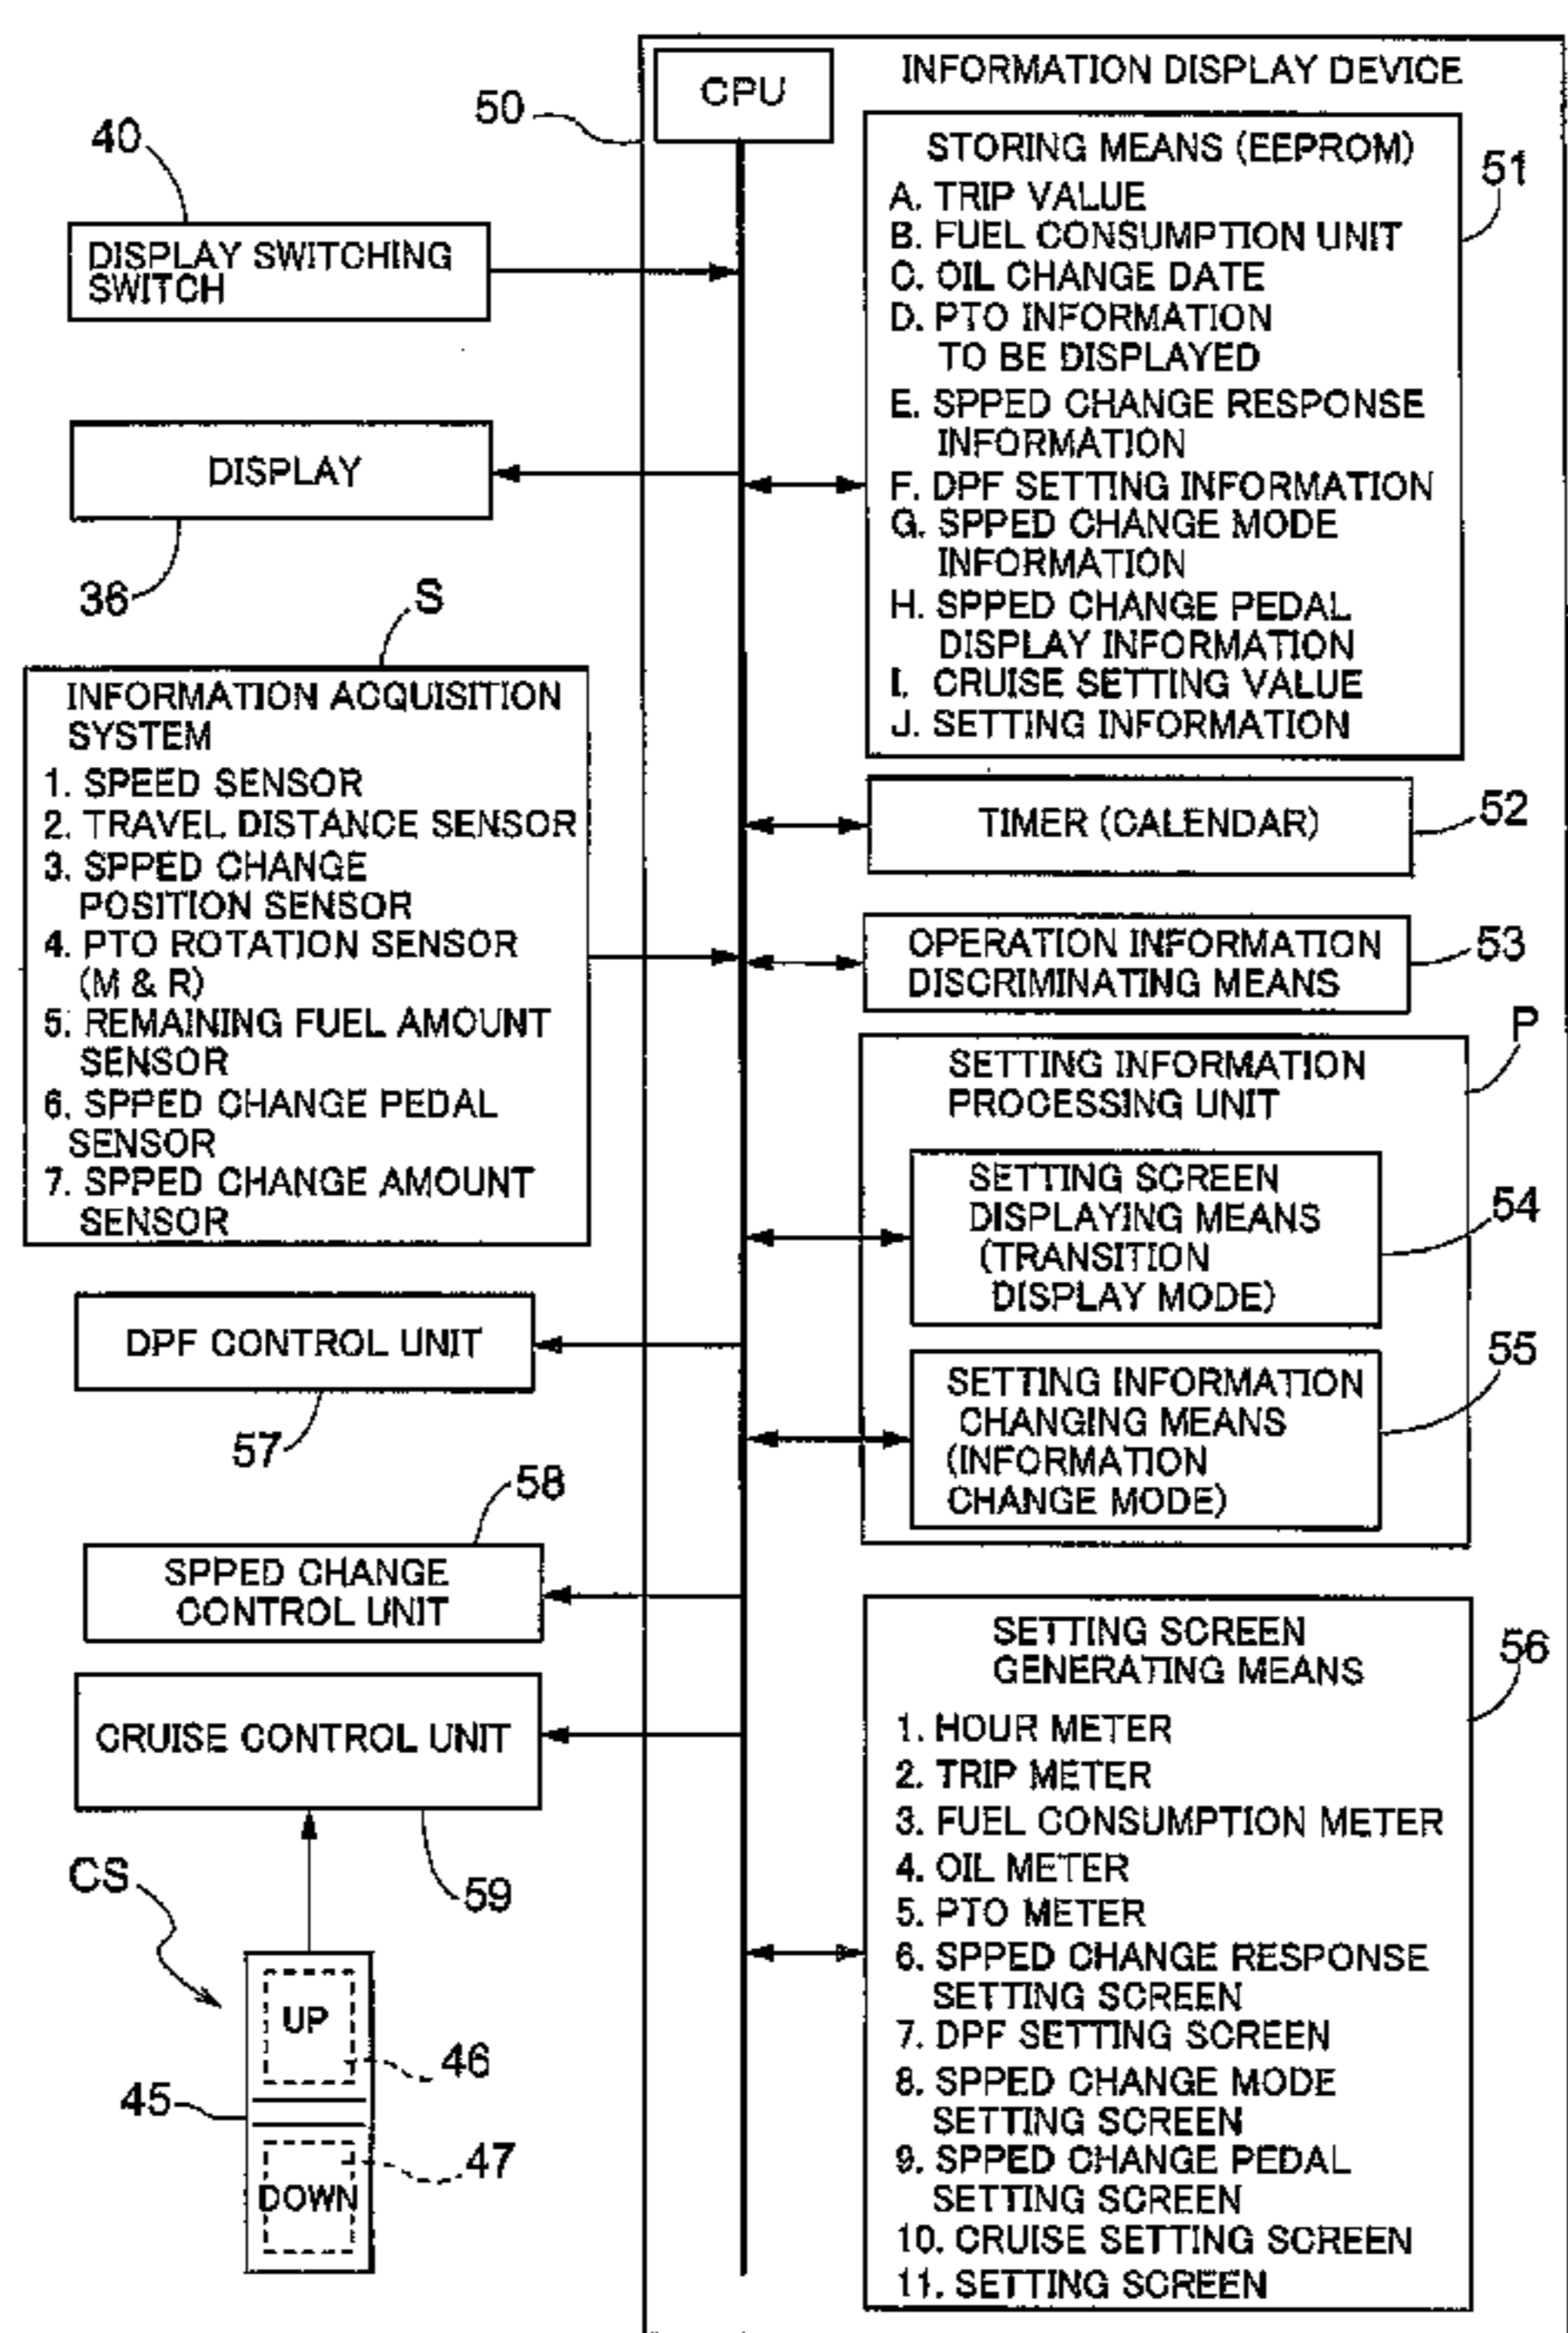 INFORMATION DISPLAY DEVICE
CPU
50
STORING MEANS (EEPROM)
A. TRIP VALUE
B. FUEL CONSUMPTION UNIT
C. OIL CHANGE DATE
D. PTO INFORMATION
TO BE DISPLAYED
E. SPPED CHANGE RESPONSE
INFORMATION
F. DPF SETTING INFORMATION
G. SPPED CHANGE MODE
INFORMATION
H. SPPED CHANGE PEDAL
DISPLAY INFORMATION
I. CRUISE SETTING VALUE
J. SETTING INFORMATION
51
40
DISPLAY SWITCHING
SWITCH
DISPLAY
36
S
INFORMATION ACQUISITION
SYSTEM
1. SPEED SENSOR
2. TRAVEL DISTANCE SENSOR
3. SPPED CHANGE
POSITION SENSOR
4. PTO ROTATION SENSOR
(M & R)
5. REMAINING FUEL AMOUNT
SENSOR
6. SPPED CHANGE PEDAL
SENSOR
7. SPPED CHANGE AMOUNT
SENSOR
TIMER (CALENDAR)
52
OPERATION INFORMATION
DISCRIMINATING MEANS
53
P
SETTING INFORMATION
PROCESSING UNIT
SETTING SCREEN
DISPLAYING MEANS
(TRANSITION
DISPLAY MODE)
54
SETTING INFORMATION
CHANGING MEANS
(INFORMATION
CHANGE MODE)
55
DPF CONTROL UNIT
57
58
SPPED CHANGE
CONTROL UNIT
CRUISE CONTROL UNIT
59
CS
UP
46
45
47
DOWN
SETTING SCREEN
GENERATING MEANS
56
1. HOUR METER
2. TRIP METER
3. FUEL CONSUMPTION METER
4. OIL METER
5. PTO METER
6. SPPED CHANGE RESPONSE
SETTING SCREEN
7. DPF SETTING SCREEN
8. SPPED CHANGE MODE
SETTING SCREEN
9. SPPED CHANGE PEDAL
SETTING SCREEN
10. CRUISE SETTING SCREEN
11. SETTING SCREEN